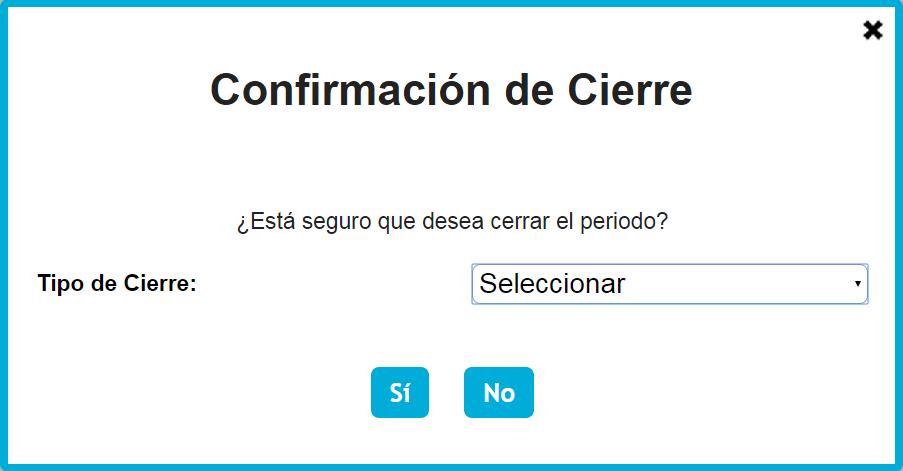 Confirmación de Cierre
¿Está seguro que desea cerrar el periodo?
Tipo de Cierre: Seleccionar
Sí No